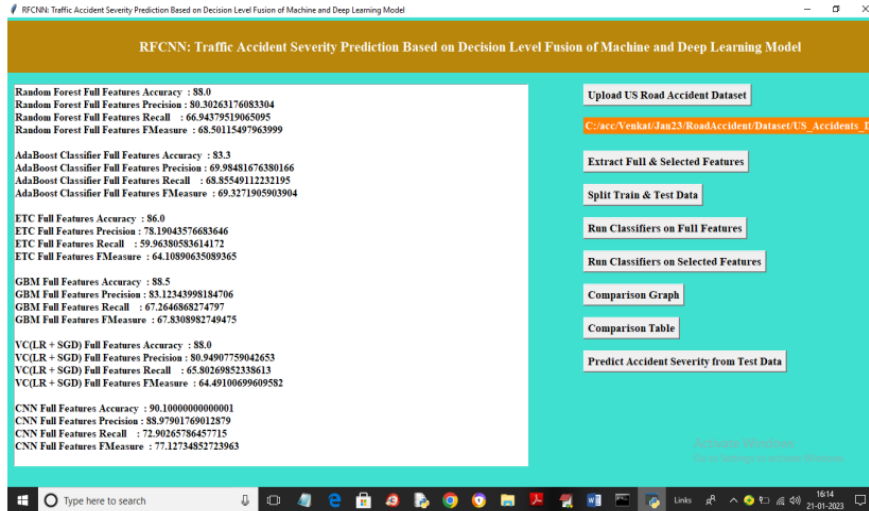 RFCNN: Traffic Accident Severity Prediction Based on Decision Level Fusion of Machine and Deep Learning Model
RFCNN: Traffic Accident Severity Prediction Based on Decision Level Fusion of Machine and Deep Learning Model
Random Forest Full Features Accuracy : 88.0
Random Forest Full Features Precision : 80.30263176083304
Random Forest Full Features Recall : 66.94379519065095
Random Forest Full Features FMeasure : 68.50115497963999
AdaBoost Classifier Full Features Accuracy : 83.3
AdaBoost Classifier Full Features Precision : 69.98481676380166
AdaBoost Classifier Full Features Recall : 68.85549112232195
AdaBoost Classifier Full Features FMeasure : 69.3271905903904
ETC Full Features Accuracy : 86.0
ETC Full Features Precision : 78.19043576683646
ETC Full Features Recall : 59.96380583614172
ETC Full Features FMeasure : 64.10890635089365
GBM Full Features Accuracy : 88.5
GBM Full Features Precision : 83.12343998184706
GBM Full Features Recall : 67.2646868274797
GBM Full Features FMeasure : 67.8308982749475
VC(LR + SGD) Full Features Accuracy : 88.0
VC(LR + SGD) Full Features Precision : 80.94907759042653
VC(LR + SGD) Full Features Recall : 65.80269852338613
VC(LR + SGD) Full Features FMeasure : 64.49100699609582
CNN Full Features Accuracy : 90.10000000000001
CNN Full Features Precision : 88.97901769012879
CNN Full Features Recall : 72.90265786457715
CNN Full Features FMeasure : 77.12734852723963
Upload US Road Accident Dataset
C:/acc/Venkat/Jan23/RoadAccident/Dataset/US_Accidents_D
Extract Full & Selected Features
Split Train & Test Data
Run Classifiers on Full Features
Run Classifiers on Selected Features
Comparison Graph
Comparison Table
Predict Accident Severity from Test Data
Activate Windows
Go to Settings to activate Windows.
Type here to search
Links
16:14
21-01-2023